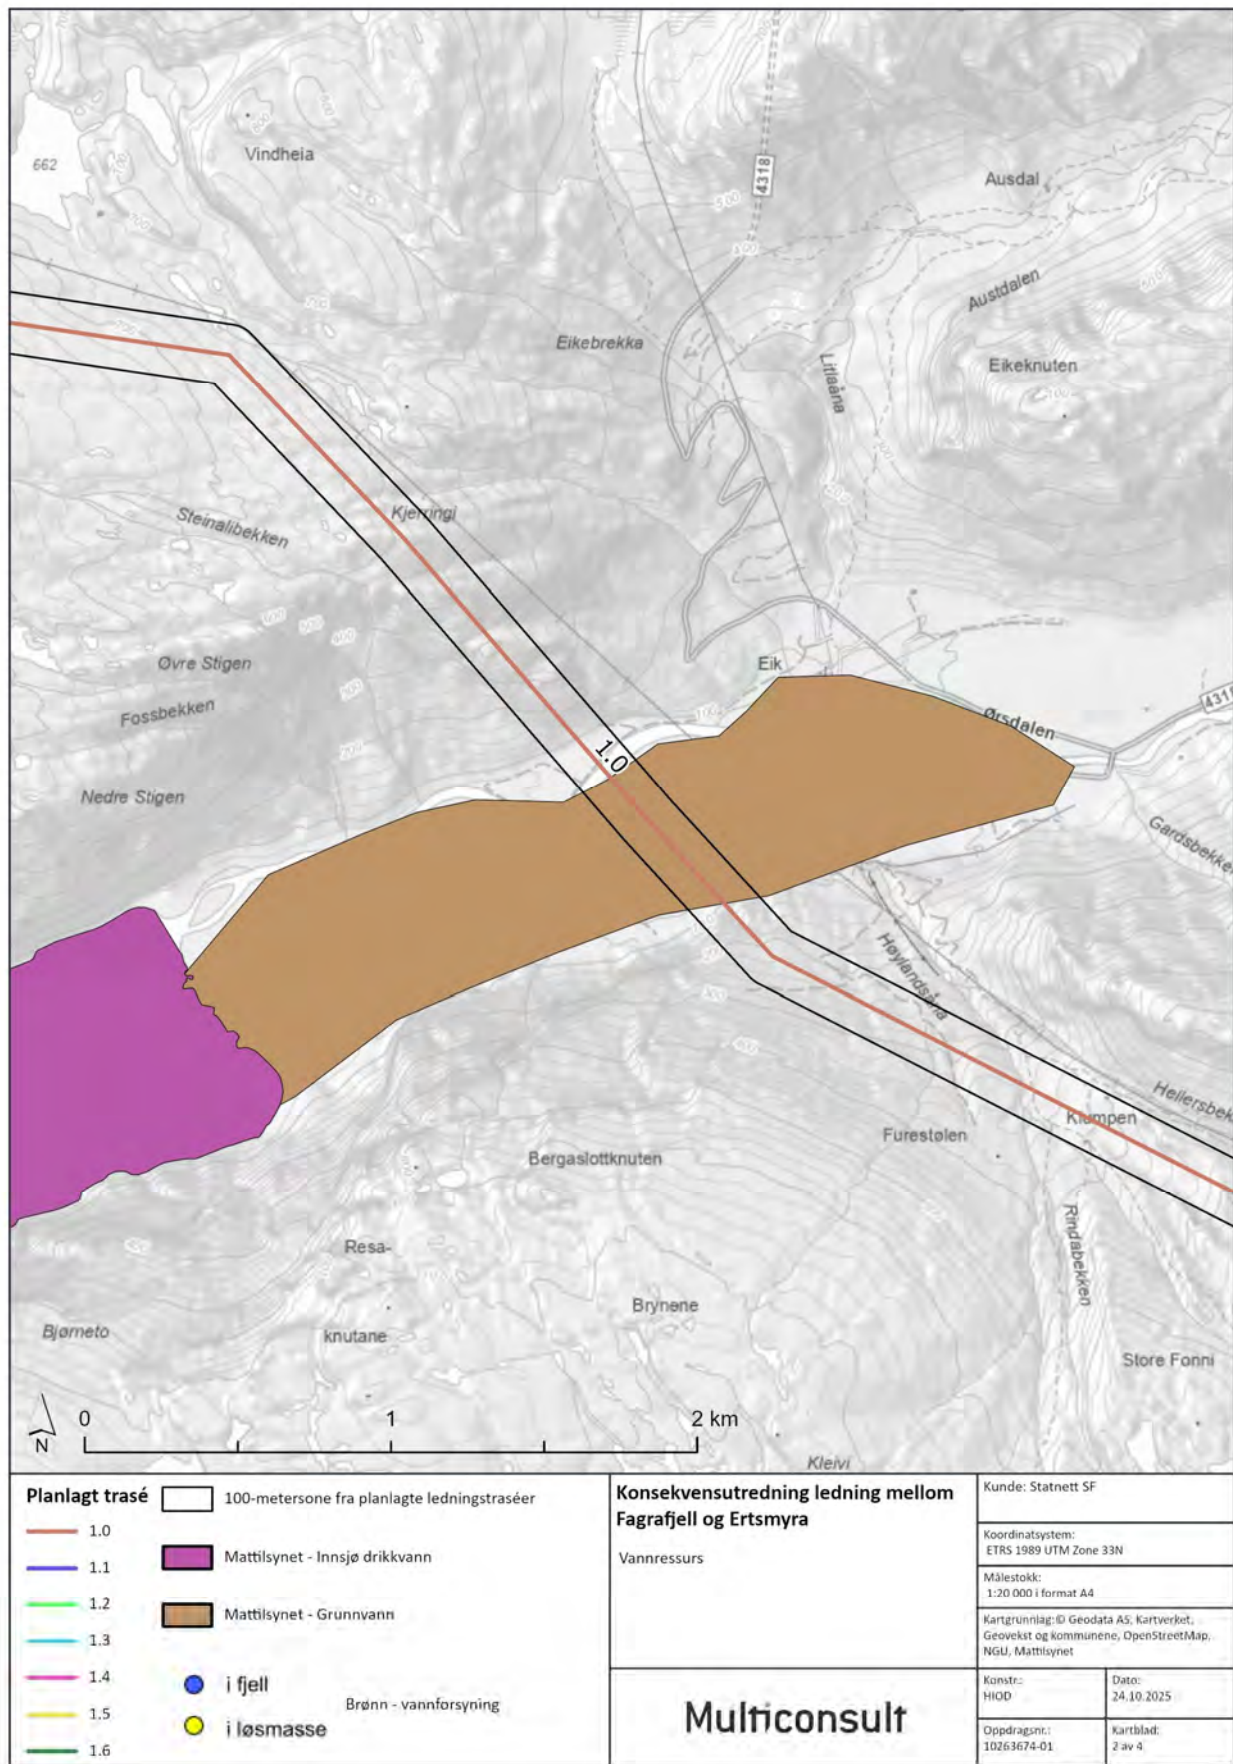 662
Vindheia
4318
Ausdal
Austdalen
Eikebrekka
Litlaåna
Eikeknuten
Steinalibekken
Kjerringi
Øvre Stigen
Fossbekken
Eik
Ørsdalen
4318
1.0
Nedre Stigen
Gardsbekken
Høylandsåna
Hellersbek
Klumpen
Furestølen
Bergaslottknuten
Rindabekken
Resa-
knutane
Brynene
Bjørneto
Store Fonni
Kleivi
N
0 1 2 km
Planlagt trasé
1.0
1.1
1.2
1.3
1.4
1.5
1.6
100-metersone fra planlagte ledningstraséer
Mattilsynet - Innsjø drikkvann
Mattilsynet - Grunnvann
i fjell
Brønn - vannforsyning
i løsmasse
Konsekvensutredning ledning mellom
Fagrafjell og Ertsmyra
Vannressurs
Multiconsult
Kunde: Statnett SF
Koordinatsystem:
ETRS 1989 UTM Zone 33N
Målestokk:
1:20 000 i format A4
Kartgrunnlag:© Geodata AS, Kartverket,
Geovekst og kommunene, OpenStreetMap,
NGU, Mattilsynet
Konstr.:
HIOD
Dato:
24.10.2025
Oppdragsnr.:
10263674-01
Kartblad:
2 av 4